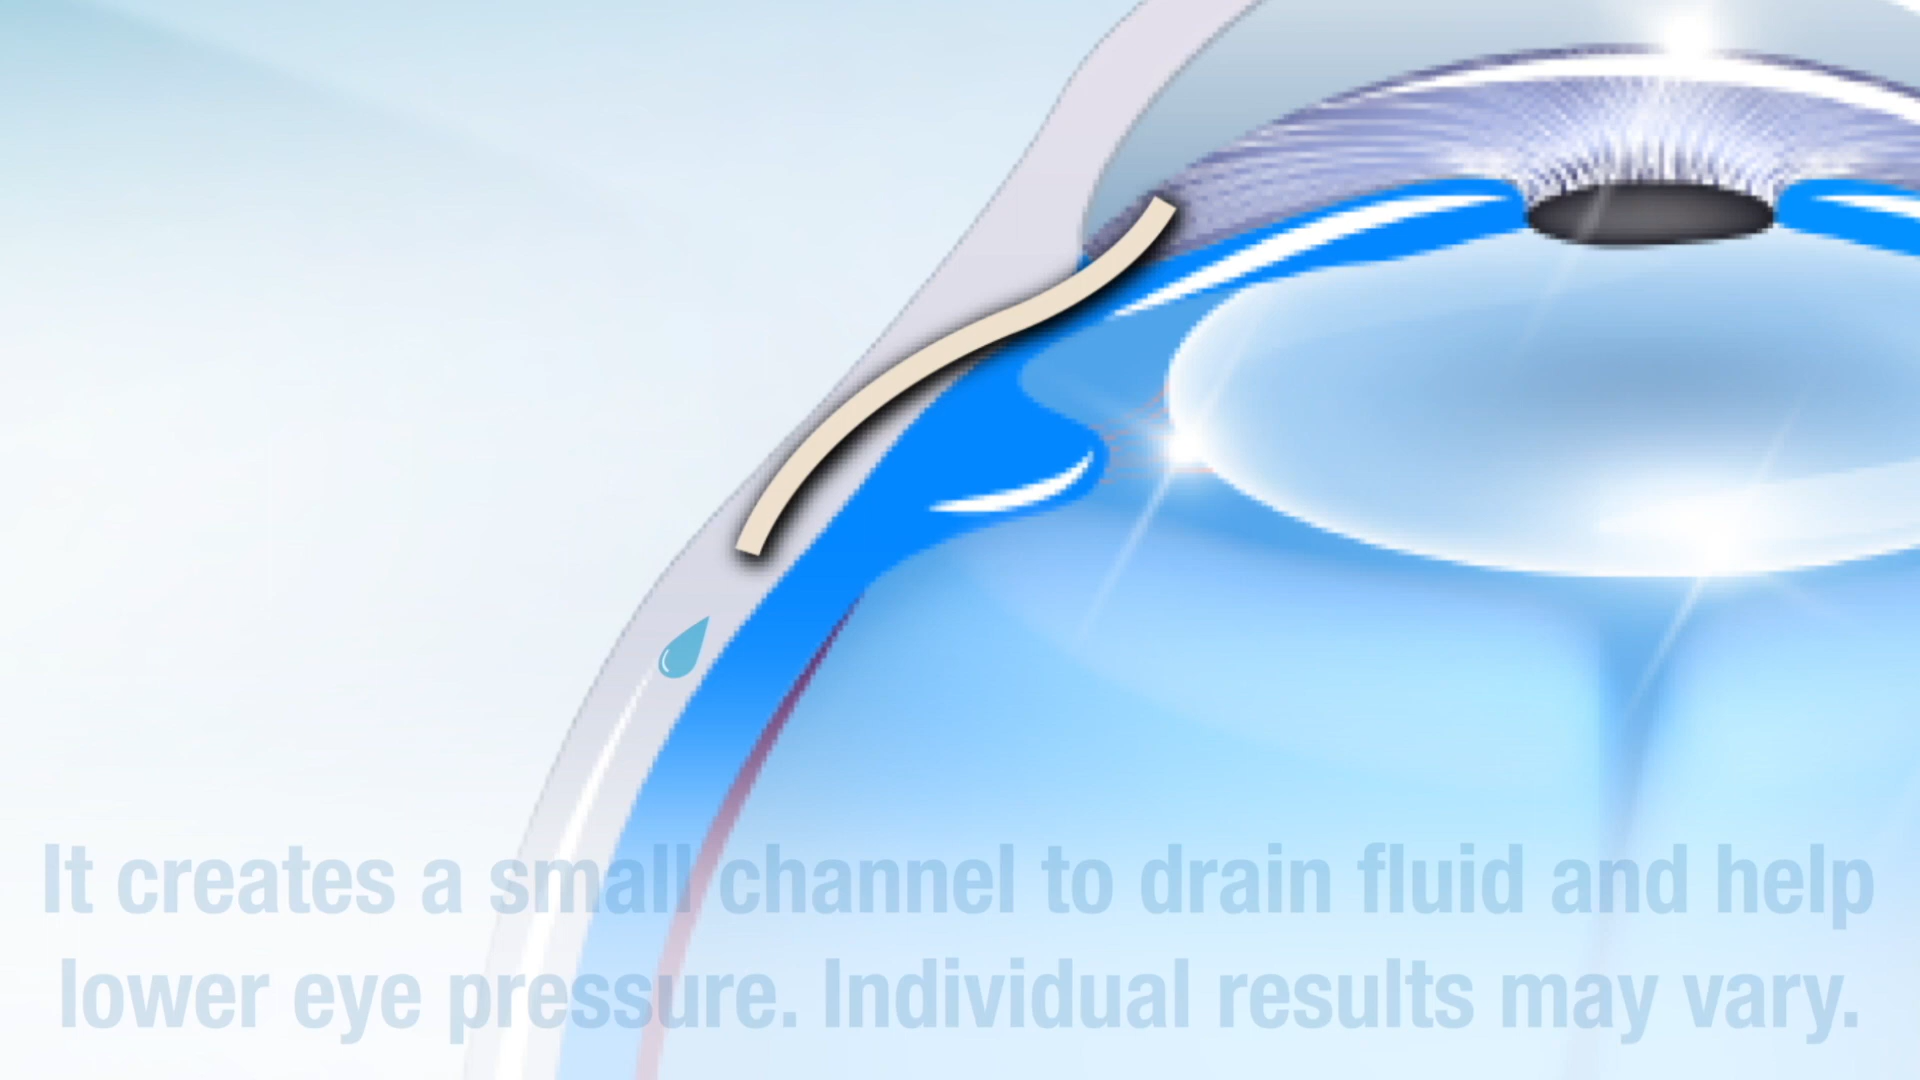 It creates a small channel to drain fluid and help
lower eye pressure. Individual results may vary.